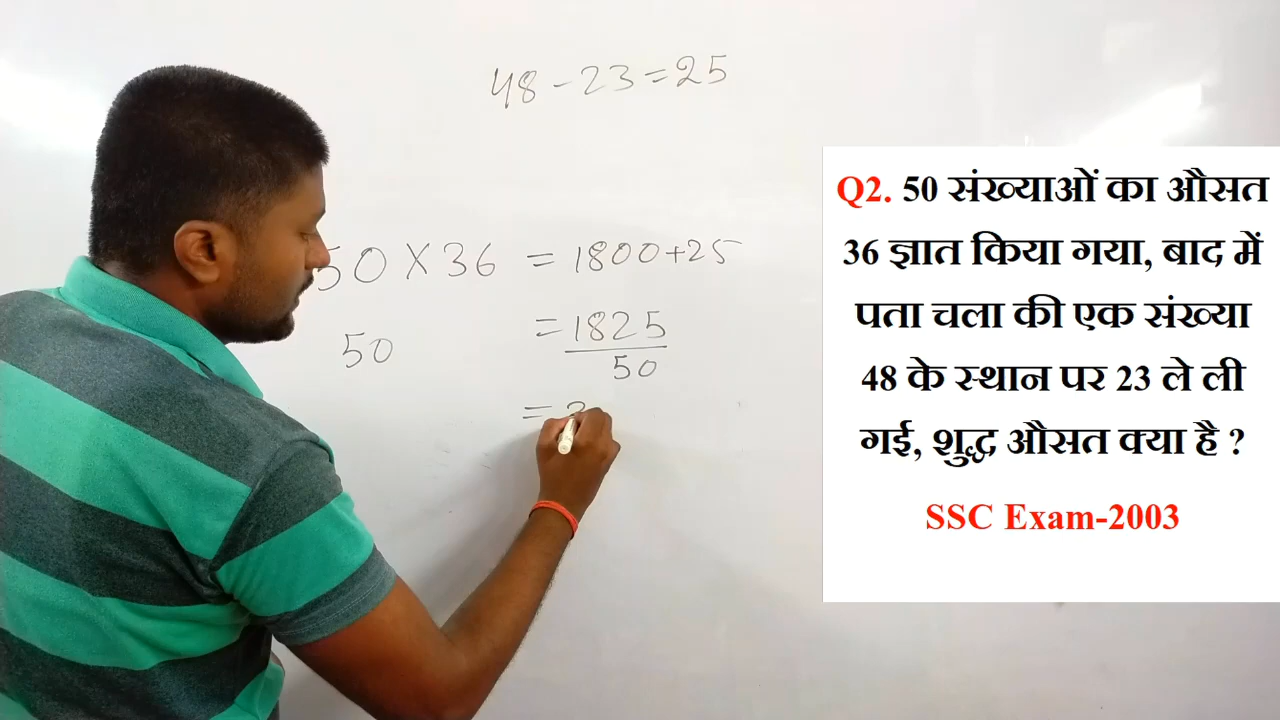 48-23=25
50 X 36 = 1800+25
50
= 1825
50
=
Q2. 50 संख्याओं का औसत
36 ज्ञात किया गया, बाद में
पता चला की एक संख्या
48 के स्थान पर 23 ले ली
गई, शुद्ध औसत क्या है ?
SSC Exam-2003